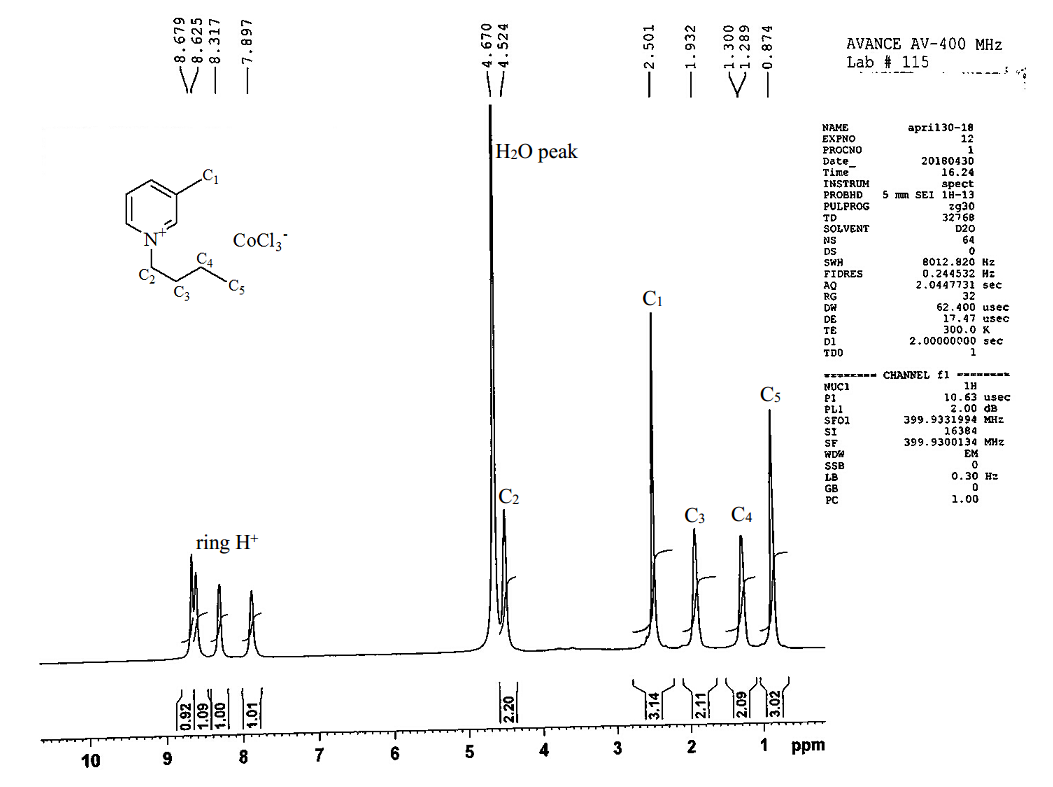 8.679
8.625
8.317
7.897
4.670
4.524
2.501
1.932
1.300
1.289
0.874
AVANCE AV-400 MHz
Lab # 115
H2O peak
C1
N+
CoCl3-
C2
C3
C4
C5
ring H+
C2
C1
C3
C4
C5
NAME april30-18
EXPNO 12
PROCNO 1
Date_ 20180430
Time 16.24
INSTRUM spect
PROBHD 5 mm SEI 1H-13
PULPROG zg30
TD 32768
SOLVENT D2O
NS 64
DS 0
SWH 8012.820 Hz
FIDRES 0.244532 Hz
AQ 2.0447731 sec
RG 32
DW 62.400 usec
DE 17.47 usec
TE 300.0 K
D1 2.00000000 sec
TD0 1
======== CHANNEL f1 ========
NUC1 1H
P1 10.63 usec
PL1 2.00 dB
SFO1 399.9331994 MHz
SI 16384
SF 399.9300134 MHz
WDW EM
SSB 0
LB 0.30 Hz
GB 0
PC 1.00
0.92
1.09
1.00
1.01
2.20
3.14
2.11
2.09
3.02
10 9 8 7 6 5 4 3 2 1 ppm